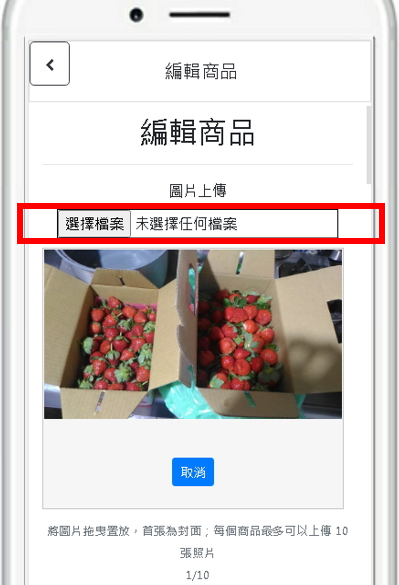 編輯商品
編輯商品
圖片上傳
選擇檔案 未選擇任何檔案
取消
將圖片拖曳置放，首張為封面；每個商品最多可以上傳 10
張照片
1/10